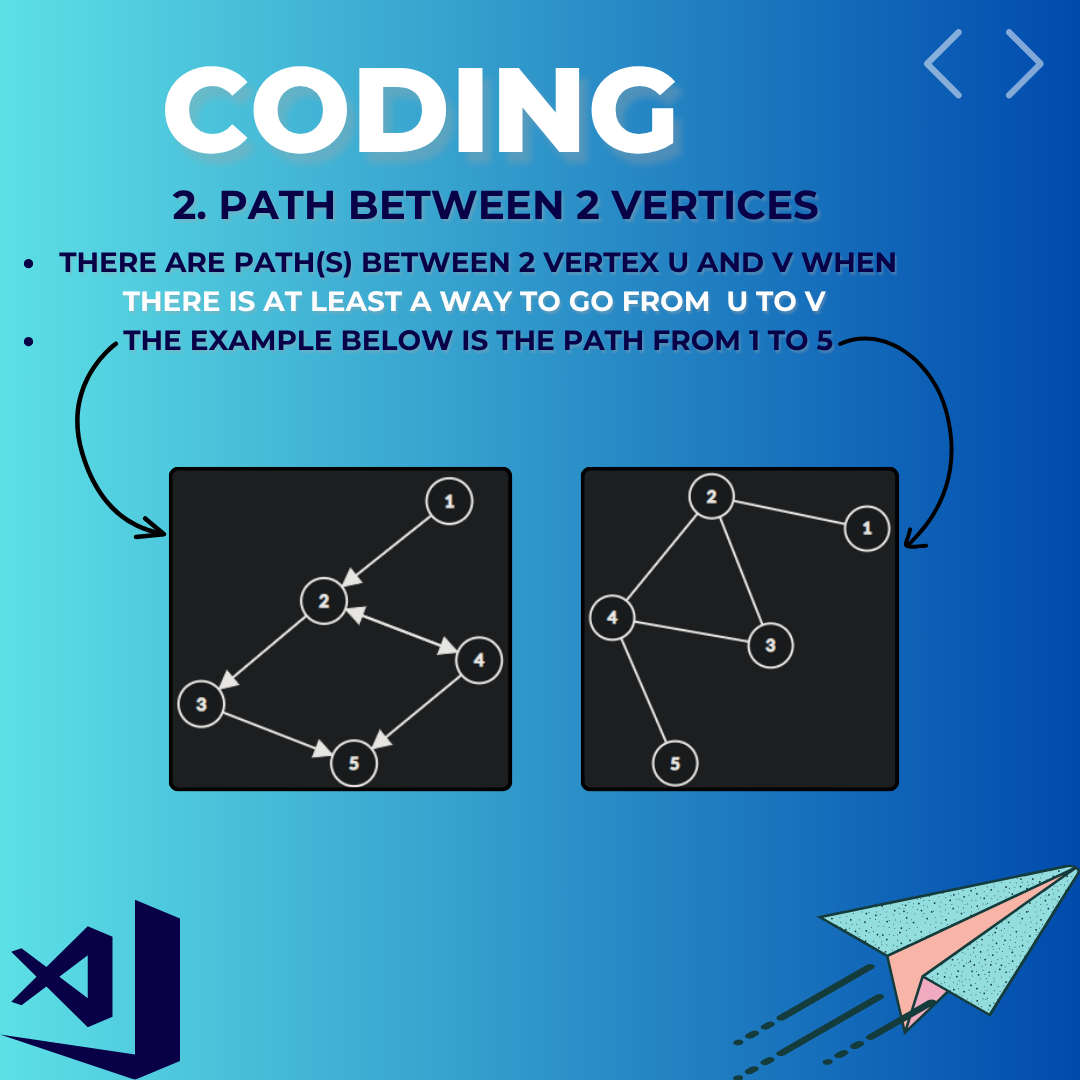 CODING
2. PATH BETWEEN 2 VERTICES
• THERE ARE PATH(S) BETWEEN 2 VERTEX U AND V WHEN
THERE IS AT LEAST A WAY TO GO FROM  U TO V
• THE EXAMPLE BELOW IS THE PATH FROM 1 TO 5
1
2
4
3
5
2
1
4
3
5